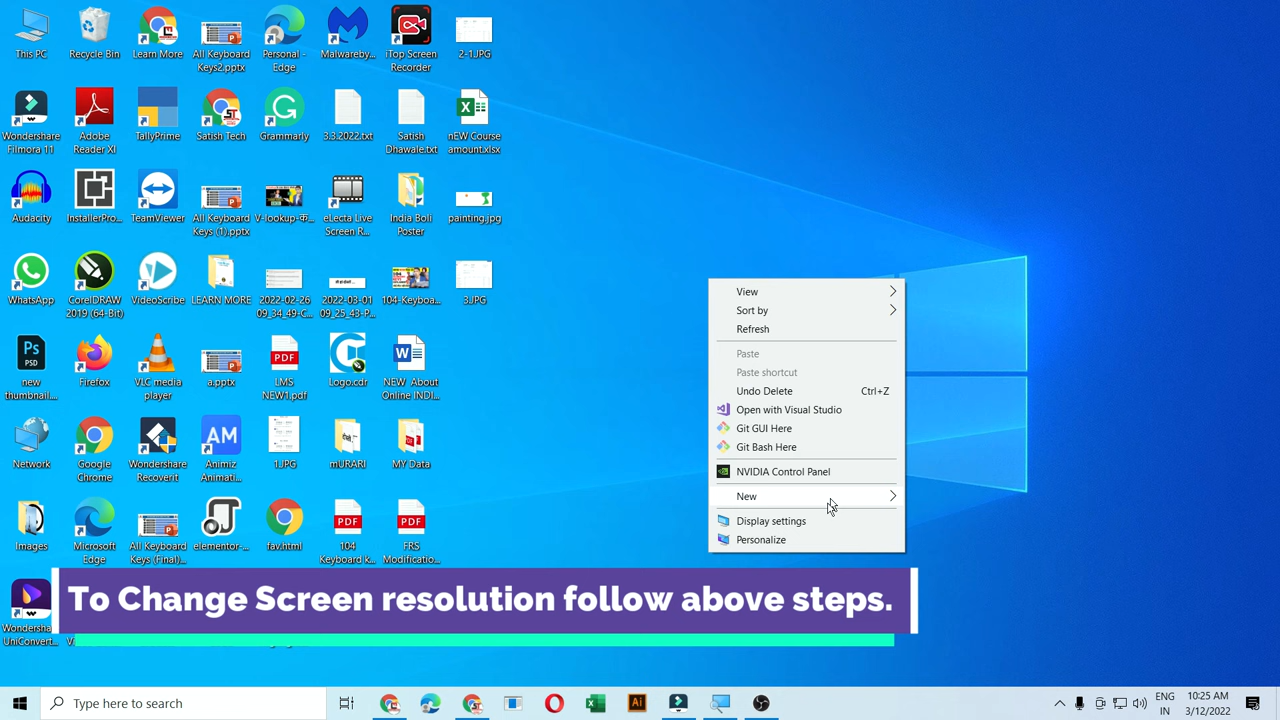 This PC
Recycle Bin
Learn More
All Keyboard
Keys2.pptx
Personal -
Edge
Malwareby...
iTop Screen
Recorder
2-1.JPG
Wondershare
Filmora 11
Adobe
Reader XI
TallyPrime
Satish Tech
Grammarly
3.3.2022.txt
Satish
Dhawale.txt
nEW Course
amount.xlsx
Audacity
InstallerPro...
TeamViewer
All Keyboard
Keys (1).pptx
V-lookup-क...
eLecta Live
Screen R...
India Boli
Poster
painting.jpg
WhatsApp
CorelDRAW
2019 (64-Bit)
VideoScribe
LEARN MORE
2022-02-26
09_34_49-C...
2022-03-01
09_25_43-P...
104-Keyboa...
3.JPG
new
thumbnail....
Firefox
VLC media
player
a.pptx
LMS
NEW1.pdf
Logo.cdr
NEW About
Online INDI...
Network
Google
Chrome
Wondershare
Recoverit
Animiz
Animati...
1.JPG
mURARI
MY Data
Images
Microsoft
Edge
All Keyboard
Keys (Final)...
elementor-...
fav.html
104
Keyboard k...
FRS
Modificatio...
UniConvert...
View
Sort by
Refresh
Paste
Paste shortcut
Undo Delete Ctrl+Z
Open with Visual Studio
Git GUI Here
Git Bash Here
NVIDIA Control Panel
New
Display settings
Personalize
To Change Screen resolution follow above steps.
Type here to search
ENG
IN
10:25 AM
3/12/2022